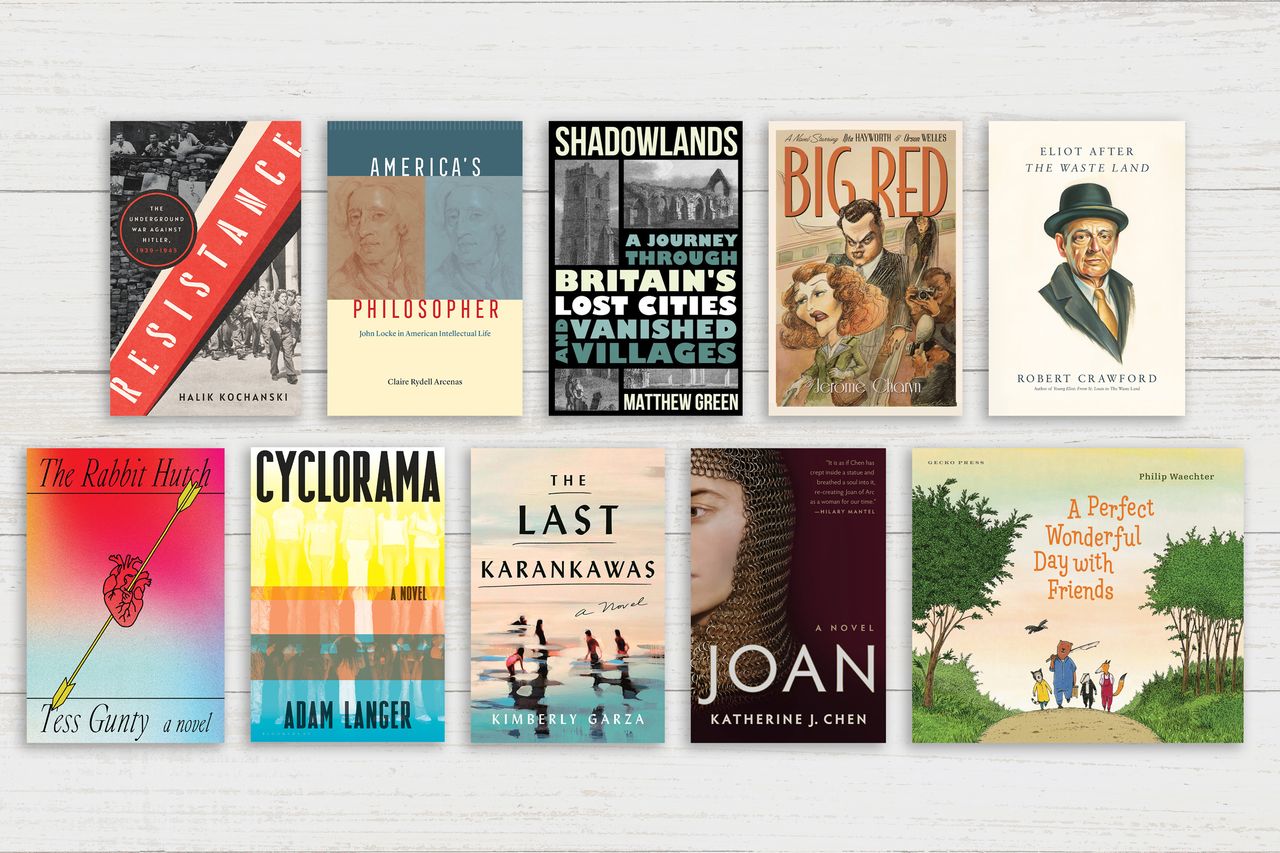 RESISTANCE
THE
UNDERGROUND
WAR AGAINST
HITLER,
1939–1945
HALIK KOCHANSKI
AMERICA'S
PHILOSOPHER
John Locke in American Intellectual Life
Claire Rydell Arcenas
SHADOWLANDS
A JOURNEY
THROUGH
BRITAIN'S
LOST CITIES
AND VANISHED
VILLAGES
MATTHEW GREEN
A Novel Starring Rita HAYWORTH & Orson WELLES
BIG RED
Jerome Charyn
ELIOT AFTER
THE WASTE LAND
ROBERT CRAWFORD
Author of Young Eliot: From St. Louis to The Waste Land
The Rabbit Hutch
Tess Gunty a novel
CYCLORAMA
A NOVEL
ADAM LANGER
THE
LAST
KARANKAWAS
a Novel
KIMBERLY GARZA
"It is as if Chen has
crept inside a statue and
breathed a soul into it,
re-creating Joan of Arc
as a woman for our time."
—HILARY MANTEL
A NOVEL
JOAN
KATHERINE J. CHEN
GECKO PRESS
Philip Waechter
A Perfect
Wonderful
Day with
Friends